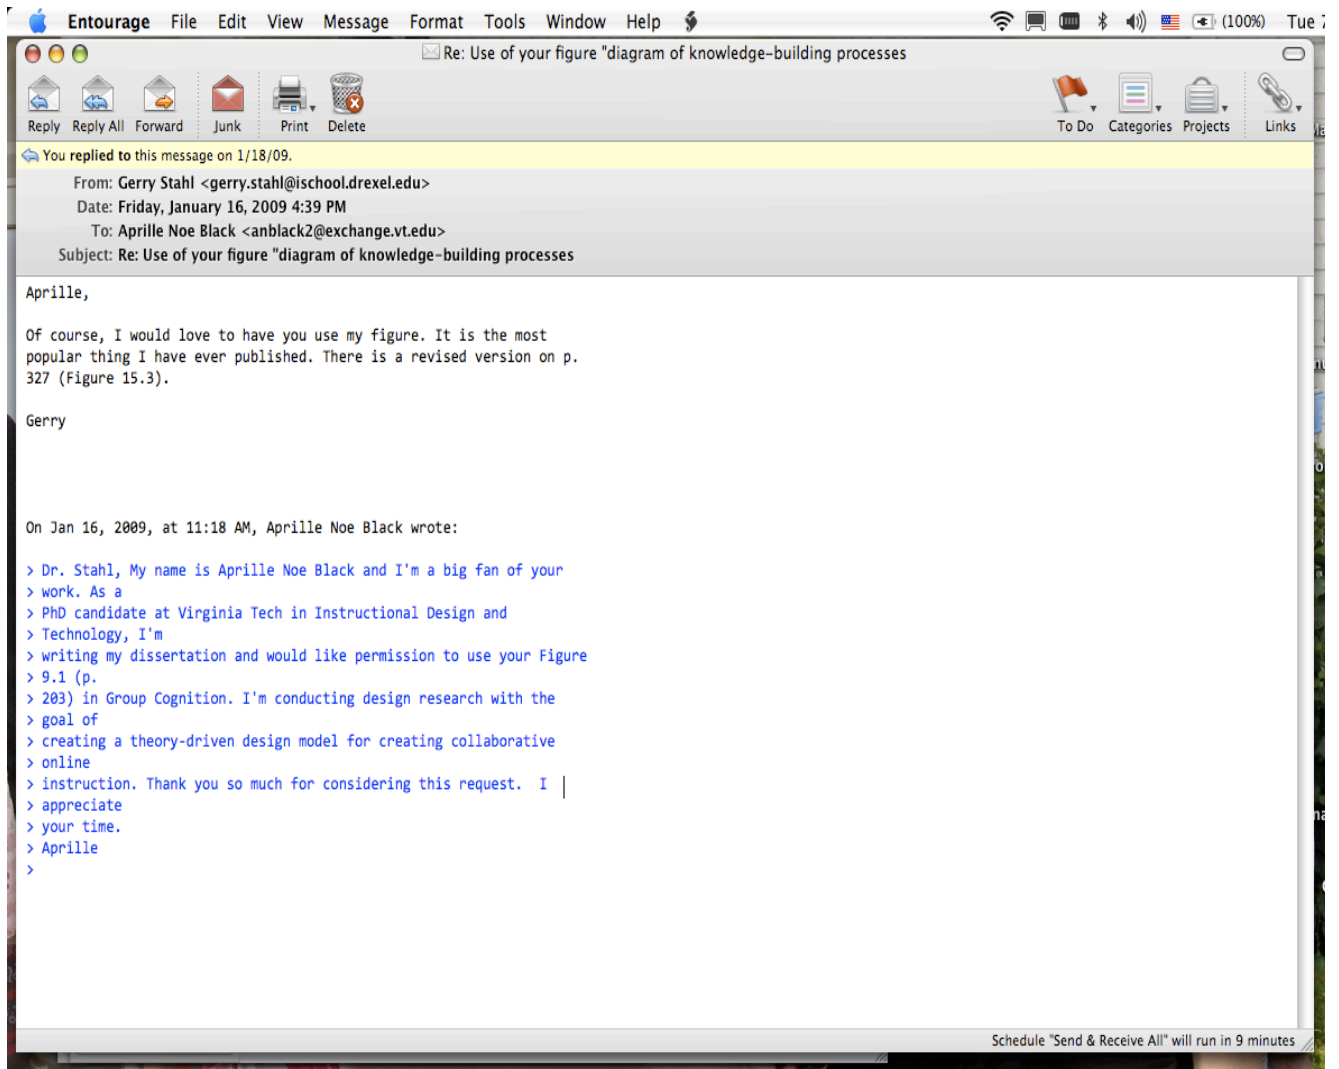 Entourage File Edit View Message Format Tools Window Help (100%) Tue 7
Re: Use of your figure "diagram of knowledge-building processes
Reply Reply All Forward Junk Print Delete To Do Categories Projects Links
You replied to this message on 1/18/09.
From: Gerry Stahl <gerry.stahl@ischool.drexel.edu>
Date: Friday, January 16, 2009 4:39 PM
To: Aprille Noe Black <anblack2@exchange.vt.edu>
Subject: Re: Use of your figure "diagram of knowledge-building processes
Aprille,
Of course, I would love to have you use my figure. It is the most
popular thing I have ever published. There is a revised version on p.
327 (Figure 15.3).
Gerry
On Jan 16, 2009, at 11:18 AM, Aprille Noe Black wrote:
> Dr. Stahl, My name is Aprille Noe Black and I'm a big fan of your
> work. As a
> PhD candidate at Virginia Tech in Instructional Design and
> Technology, I'm
> writing my dissertation and would like permission to use your Figure
> 9.1 (p.
> 203) in Group Cognition. I'm conducting design research with the
> goal of
> creating a theory-driven design model for creating collaborative
> online
> instruction. Thank you so much for considering this request.  I
> appreciate
> your time.
> Aprille
>
Schedule "Send & Receive All" will run in 9 minutes